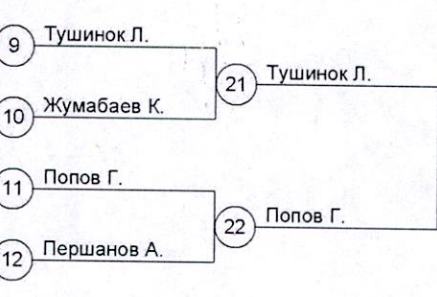 9 Тушинок Л.
21 Тушинок Л.
10 Жумабаев К.
11 Попов Г.
22 Попов Г.
12 Першанов А.